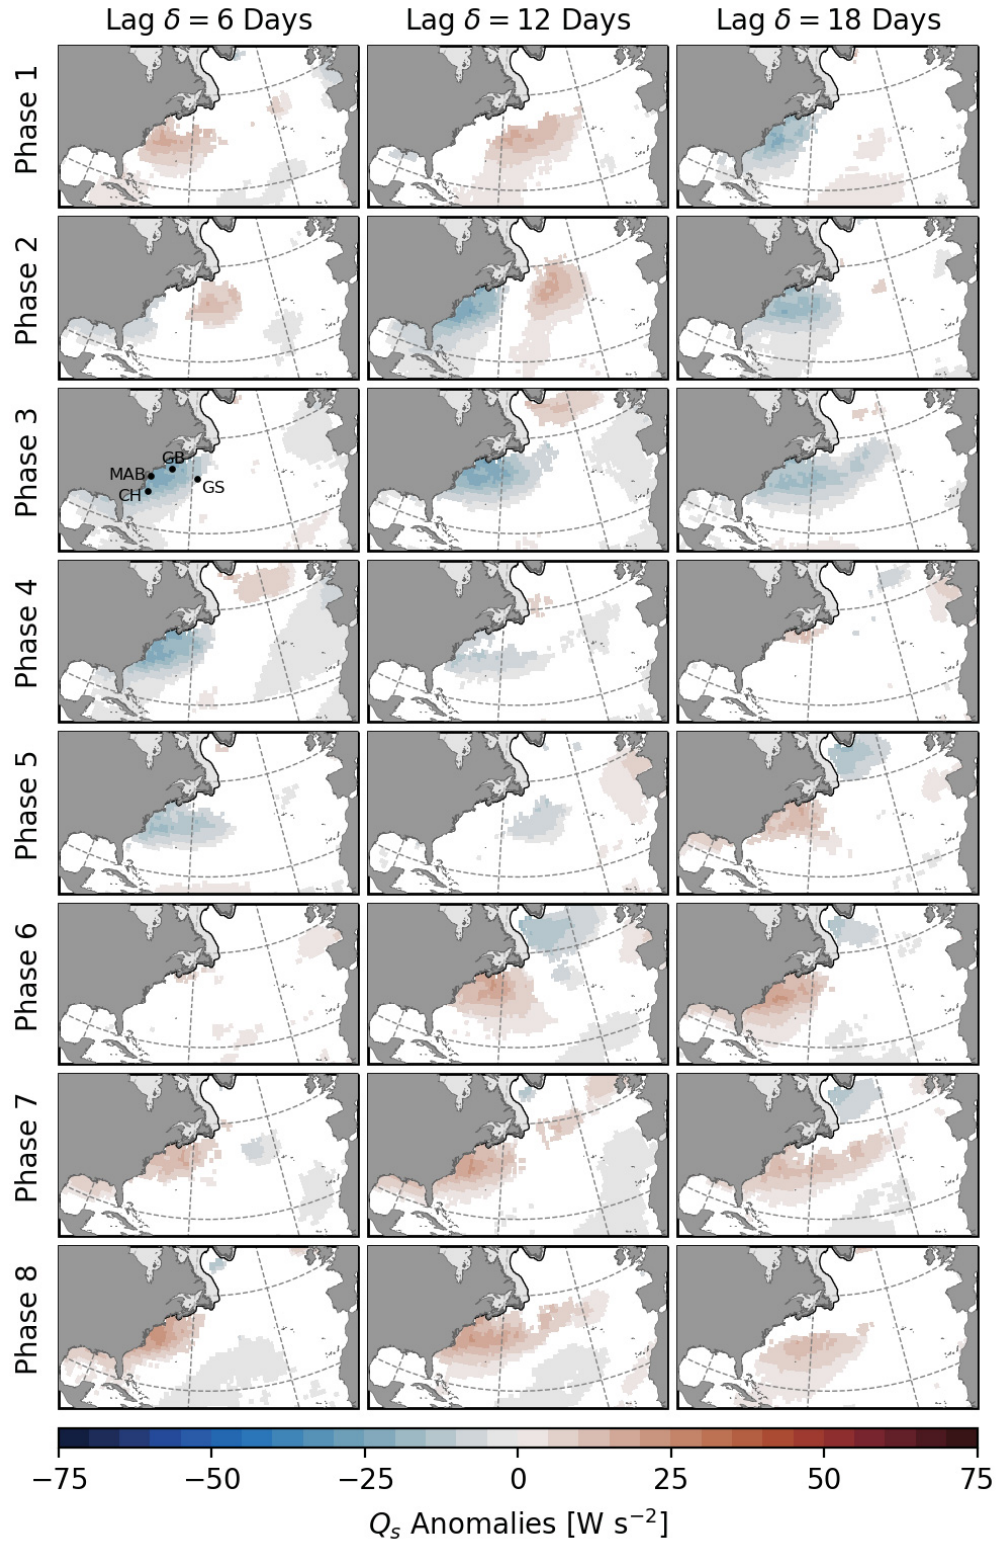 Lag δ = 6 Days Lag δ = 12 Days Lag δ = 18 Days
Phase 1
Phase 2
Phase 3
GB
MAB
CH
GS
Phase 4
Phase 5
Phase 6
Phase 7
Phase 8
−75 −50 −25 0 25 50 75
Qs Anomalies [W s⁻²]